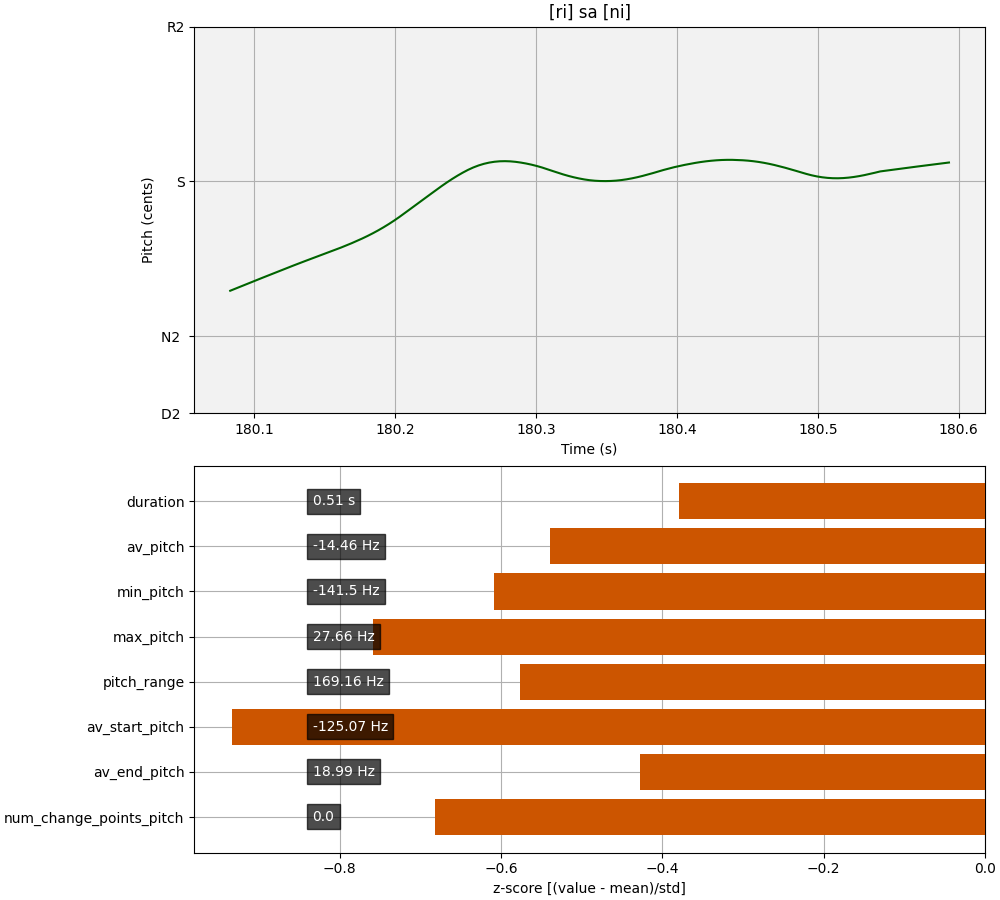 [ri] sa [ni]
R2
S
N2
D2
Pitch (cents)
180.1 180.2 180.3 180.4 180.5 180.6
Time (s)
duration 0.51 s
av_pitch -14.46 Hz
min_pitch -141.5 Hz
max_pitch 27.66 Hz
pitch_range 169.16 Hz
av_start_pitch -125.07 Hz
av_end_pitch 18.99 Hz
num_change_points_pitch 0.0
−0.8 −0.6 −0.4 −0.2 0.0
z-score [(value - mean)/std]